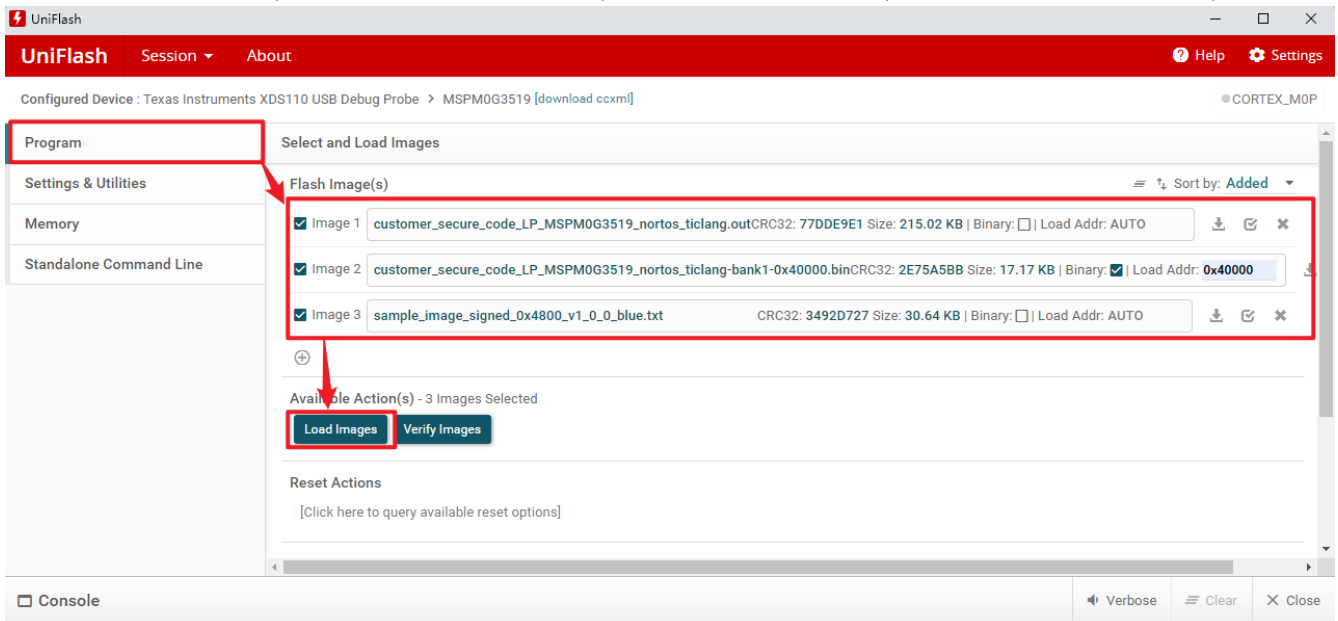 UniFlash
UniFlash Session About Help Settings
Configured Device : Texas Instruments XDS110 USB Debug Probe > MSPM0G3519 [download ccxml] CORTEX_M0P
Program
Select and Load Images
Settings & Utilities
Flash Image(s) Sort by: Added
Memory
Image 1 customer_secure_code_LP_MSPM0G3519_nortos_ticlang.outCRC32: 77DDE9E1 Size: 215.02 KB | Binary: | Load Addr: AUTO
Standalone Command Line
Image 2 customer_secure_code_LP_MSPM0G3519_nortos_ticlang-bank1-0x40000.binCRC32: 2E75A5BB Size: 17.17 KB | Binary: | Load Addr: 0x40000
Image 3 sample_image_signed_0x4800_v1_0_0_blue.txt CRC32: 3492D727 Size: 30.64 KB | Binary: | Load Addr: AUTO
Available Action(s) - 3 Images Selected
Load Images Verify Images
Reset Actions
[Click here to query available reset options]
Console Verbose Clear Close